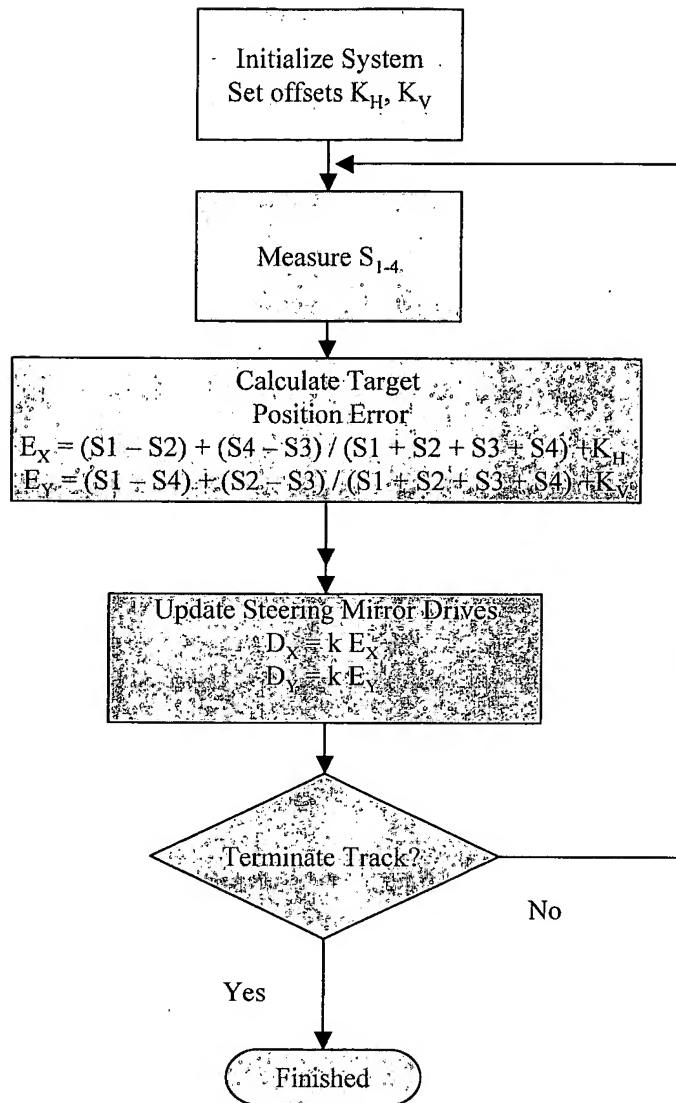 Initialize System
Set offsets K_H, K_V
Measure S_1-4
Calculate Target
Position Error
E_X = (S1 – S2) + (S4 – S3) / (S1 + S2 + S3 + S4) +K_H
E_Y = (S1 – S4) + (S2 – S3) / (S1 + S2 + S3 + S4) +K_V
Update Steering Mirror Drives
D_X = k E_X
D_Y = k E_Y
Terminate Track?
No
Yes
Finished